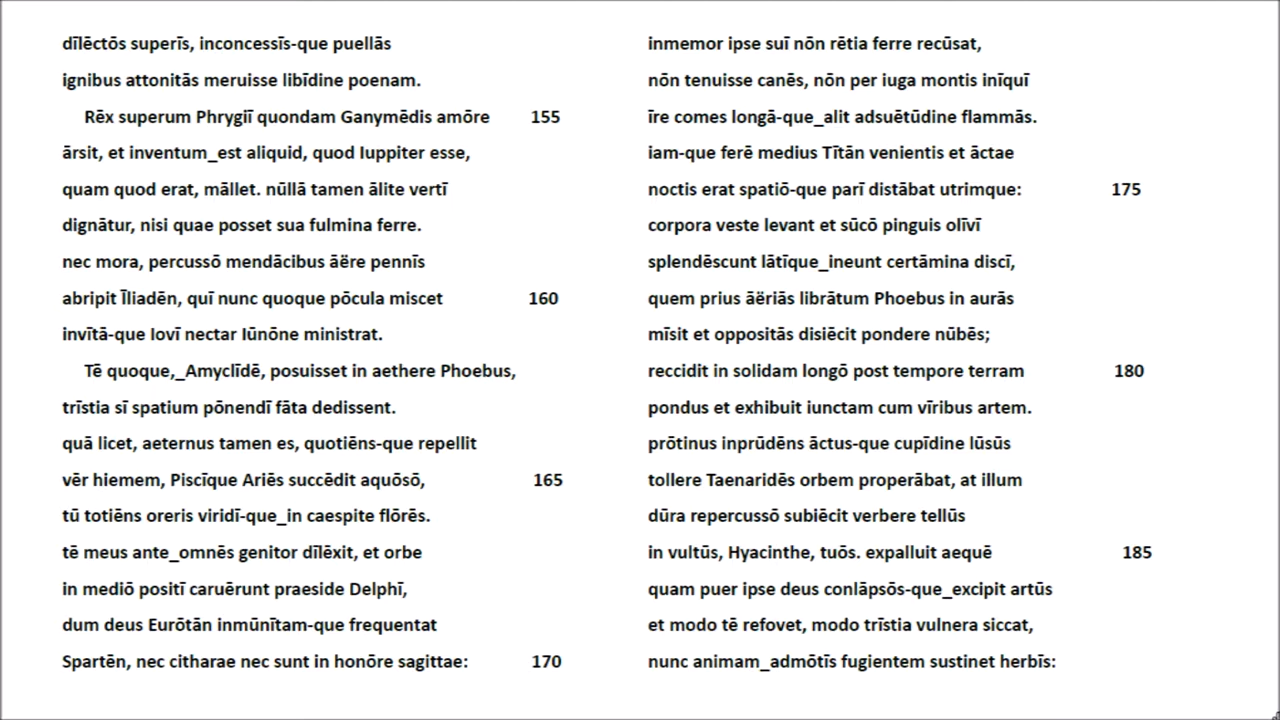 dīlēctōs superīs, inconcessīs-que puellās
ignibus attonitās meruisse libīdine poenam.
Rēx superum Phrygiī quondam Ganymēdis amōre 155
ārsit, et inventum_est aliquid, quod Iuppiter esse,
quam quod erat, māllet. nūllā tamen ālite vertī
dignātur, nisi quae posset sua fulmina ferre.
nec mora, percussō mendācibus āëre pennīs
abripit Īliadēn, quī nunc quoque pōcula miscet 160
invītā-que Iovī nectar Iūnōne ministrat.
Tē quoque,_Amyclīdē, posuisset in aethere Phoebus,
trīstia sī spatium pōnendī fāta dedissent.
quā licet, aeternus tamen es, quotiēns-que repellit
vēr hiemem, Piscīque Ariēs succēdit aquōsō, 165
tū totiēns oreris viridī-que_in caespite flōrēs.
tē meus ante_omnēs genitor dīlēxit, et orbe
in mediō positī caruērunt praeside Delphī,
dum deus Eurōtān inmūnītam-que frequentat
Spartēn, nec citharae nec sunt in honōre sagittae: 170
inmemor ipse suī nōn rētia ferre recūsat,
nōn tenuisse canēs, nōn per iuga montis inīquī
īre comes longā-que_alit adsuētūdine flammās.
iam-que ferē medius Tītān venientis et āctae
noctis erat spatiō-que parī distābat utrimque: 175
corpora veste levant et sūcō pinguis olīvī
splendēscunt lātīque_ineunt certāmina discī,
quem prius āëriās librātum Phoebus in aurās
mīsit et oppositās disiēcit pondere nūbēs;
reccidit in solidam longō post tempore terram 180
pondus et exhibuit iunctam cum vīribus artem.
prōtinus inprūdēns āctus-que cupīdine lūsūs
tollere Taenaridēs orbem properābat, at illum
dūra repercussō subiēcit verbere tellūs
in vultūs, Hyacinthe, tuōs. expalluit aequē 185
quam puer ipse deus conlāpsōs-que_excipit artūs
et modo tē refovet, modo trīstia vulnera siccat,
nunc animam_admōtīs fugientem sustinet herbīs: